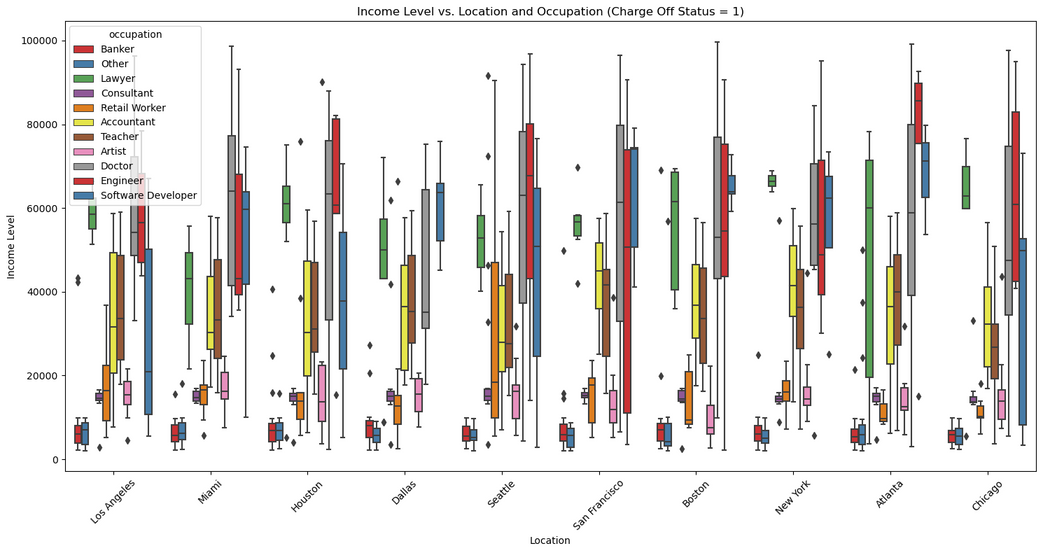 Income Level vs. Location and Occupation (Charge Off Status = 1)
100000
80000
60000
40000
20000
0
Income Level
occupation
Banker
Other
Lawyer
Consultant
Retail Worker
Accountant
Teacher
Artist
Doctor
Engineer
Software Developer
Los Angeles
Miami
Houston
Dallas
Seattle
San Francisco
Boston
New York
Atlanta
Chicago
Location